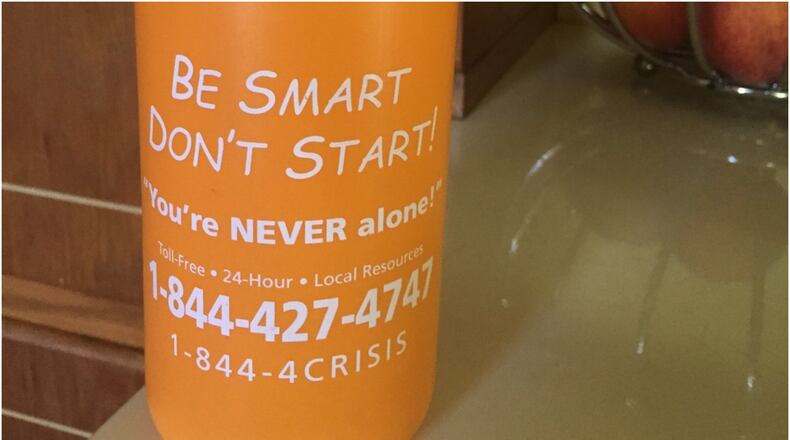 BE SMART
DON'T START!
"You're NEVER alone!"
Toll-Free • 24-Hour • Local Resources
1-844-427-4747
1-844-4CRISIS